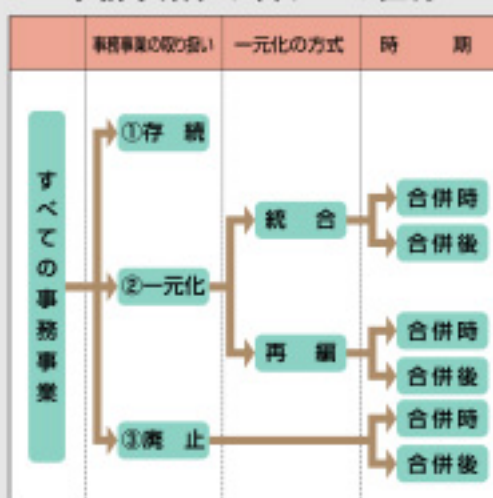 事務事業の取り扱い 一元化の方式 時 期
すべての事務事業
①存 続
②一元化
③廃 止
統 合
再 編
合併時
合併後
合併時
合併後
合併時
合併後